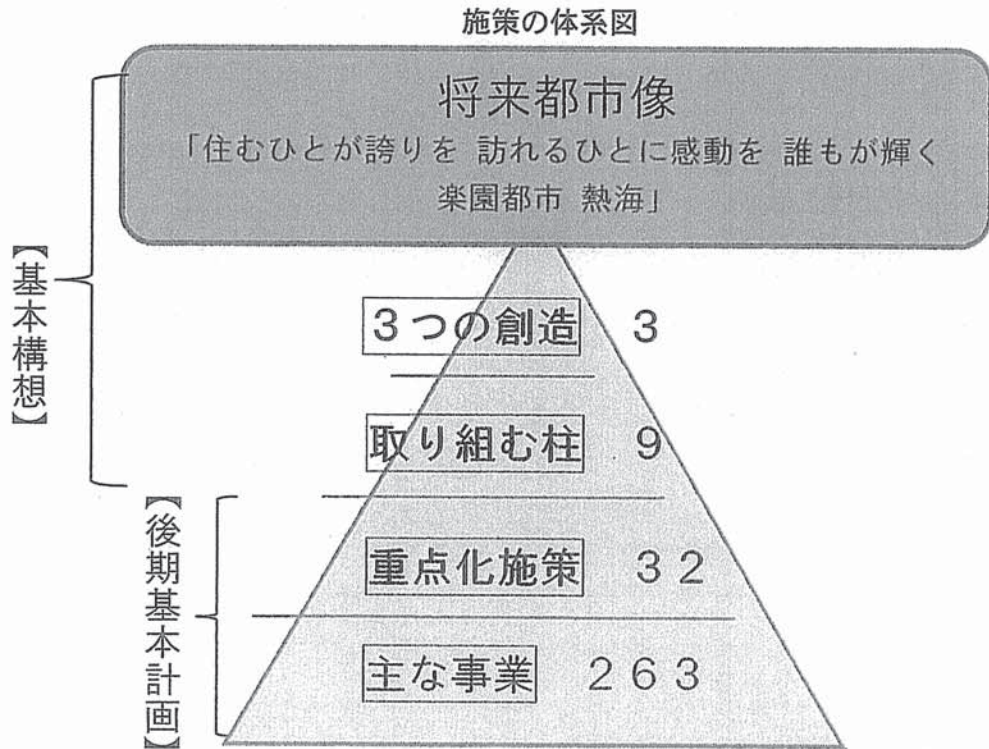 施策の体系図
将来都市像
「住むひとが誇りを 訪れるひとに感動を 誰もが輝く
楽園都市 熱海」
【基本構想】
3つの創造 3
取り組む柱 9
【後期基本計画】
重点化施策 32
主な事業 263